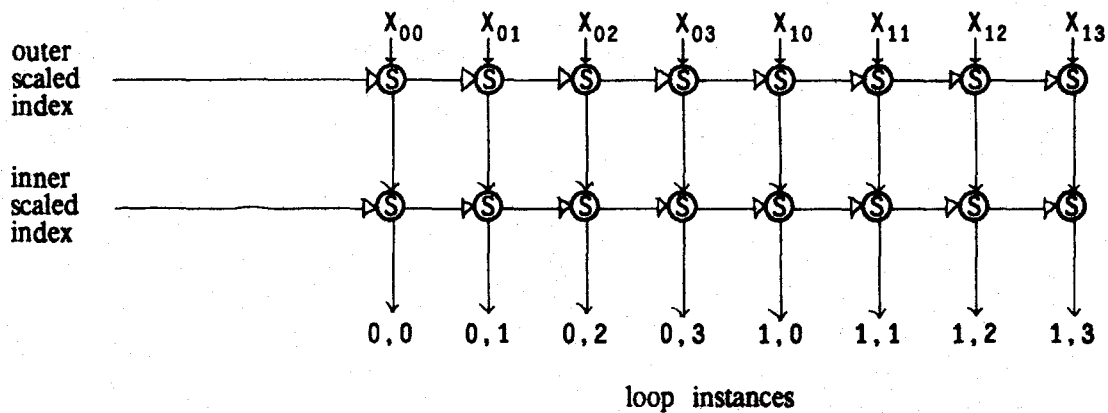 X00 X01 X02 X03 X10 X11 X12 X13
outer
scaled
index
S S S S S S S S
inner
scaled
index
S S S S S S S S
0,0 0,1 0,2 0,3 1,0 1,1 1,2 1,3
loop instances